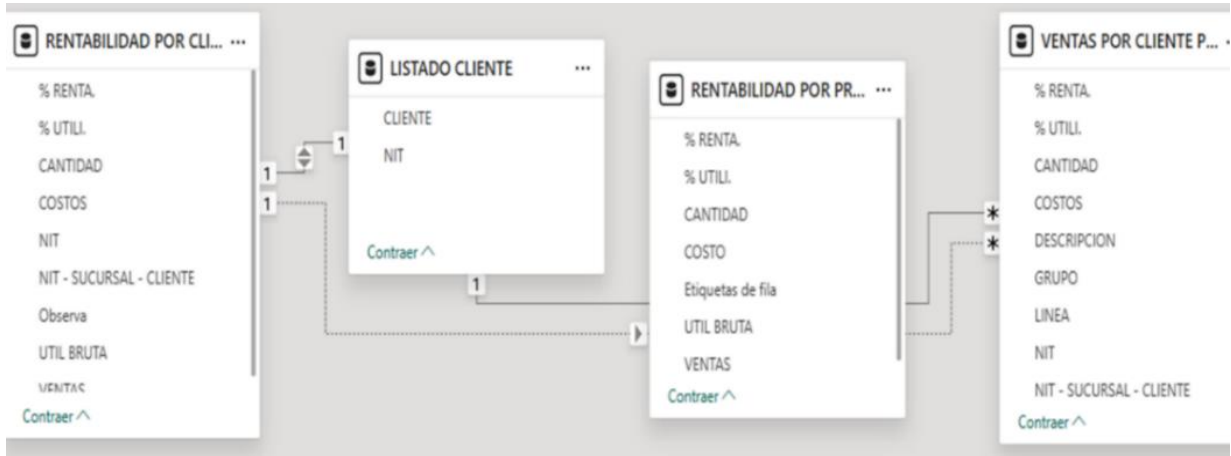 RENTABILIDAD POR CLI... ...
% RENTA.
% UTILI.
CANTIDAD
COSTOS
NIT
NIT - SUCURSAL - CLIENTE
Observa
UTIL BRUTA
VENTAS
Contraer
1
1
LISTADO CLIENTE ...
CLIENTE
NIT
Contraer
1
1
RENTABILIDAD POR PR... ...
% RENTA.
% UTILI.
CANTIDAD
COSTO
Etiquetas de fila
UTIL BRUTA
VENTAS
Contraer
*
*
VENTAS POR CLIENTE P...
% RENTA.
% UTILI.
CANTIDAD
COSTOS
DESCRIPCION
GRUPO
LINEA
NIT
NIT - SUCURSAL - CLIENTE
Contraer